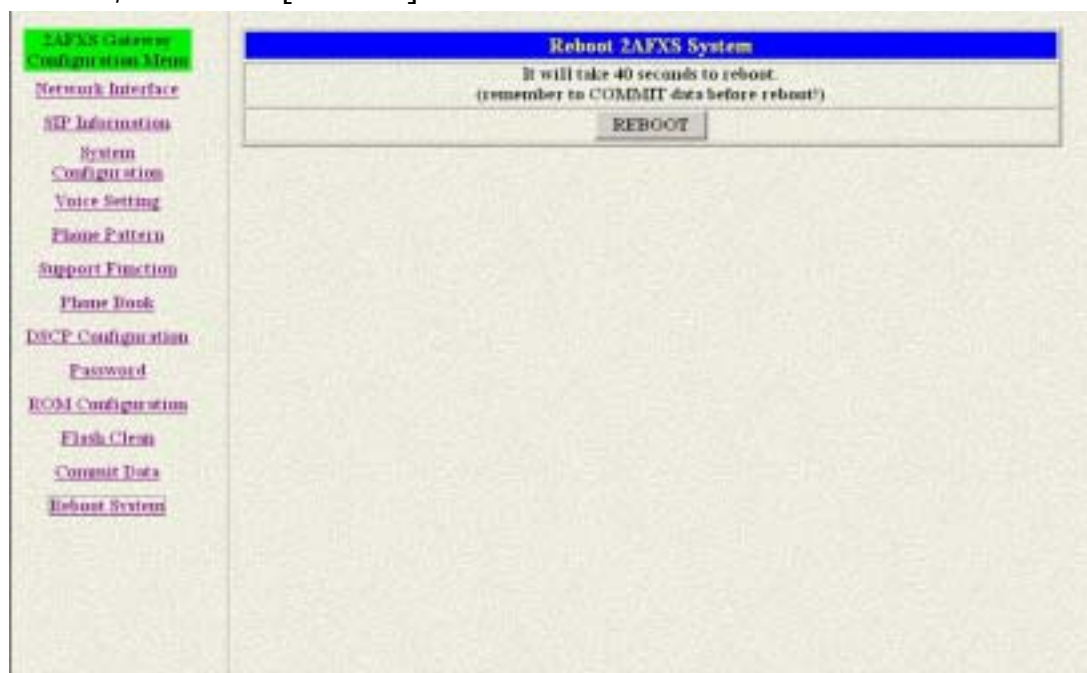 2AFXS Gateway
Configuration Menu
Network Interface
SIP Information
System
Configuration
Voice Setting
Phone Pattern
Support Function
Phone Book
DSCP Configuration
Password
ROM Configuration
Flash Clean
Commit Data
Reboot System
Reboot 2AFXS System
It will take 40 seconds to reboot.
(remember to COMMIT data before reboot!)
REBOOT